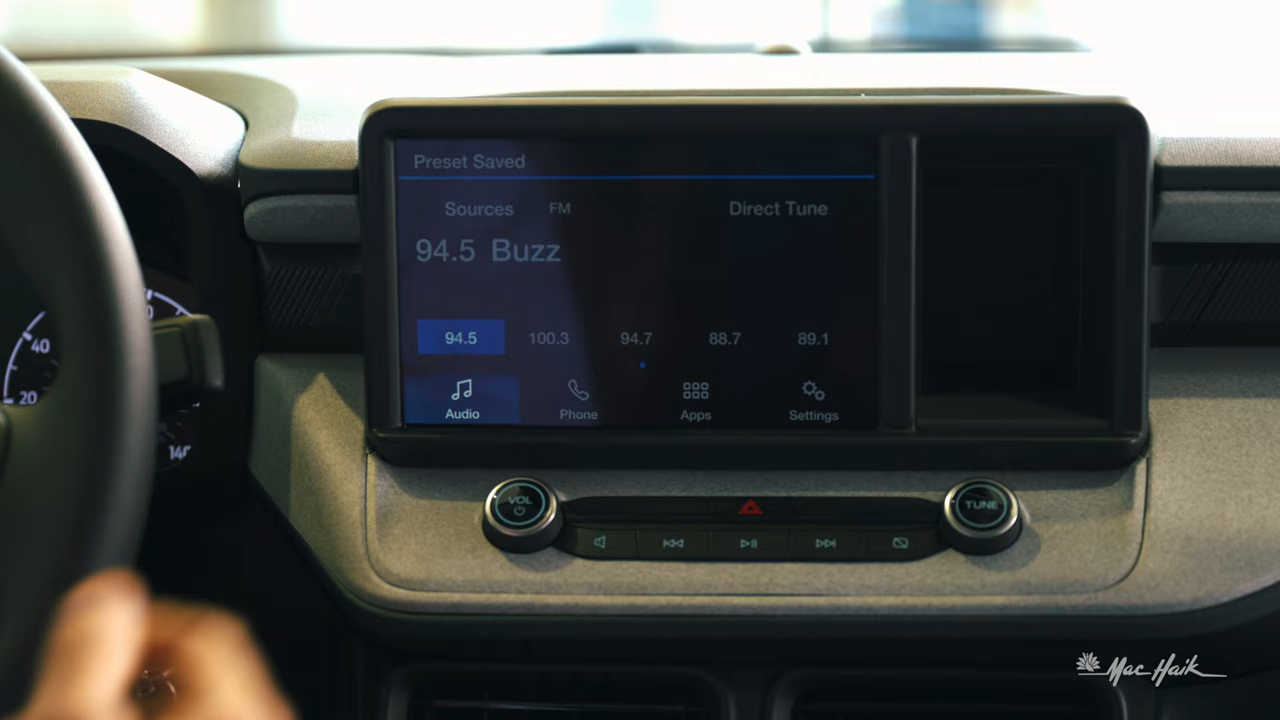 Preset Saved
Sources FM Direct Tune
94.5 Buzz
94.5 100.3 94.7 88.7 89.1
Audio Phone Apps Settings
40
20
140
VOL
TUNE
Mac Haik